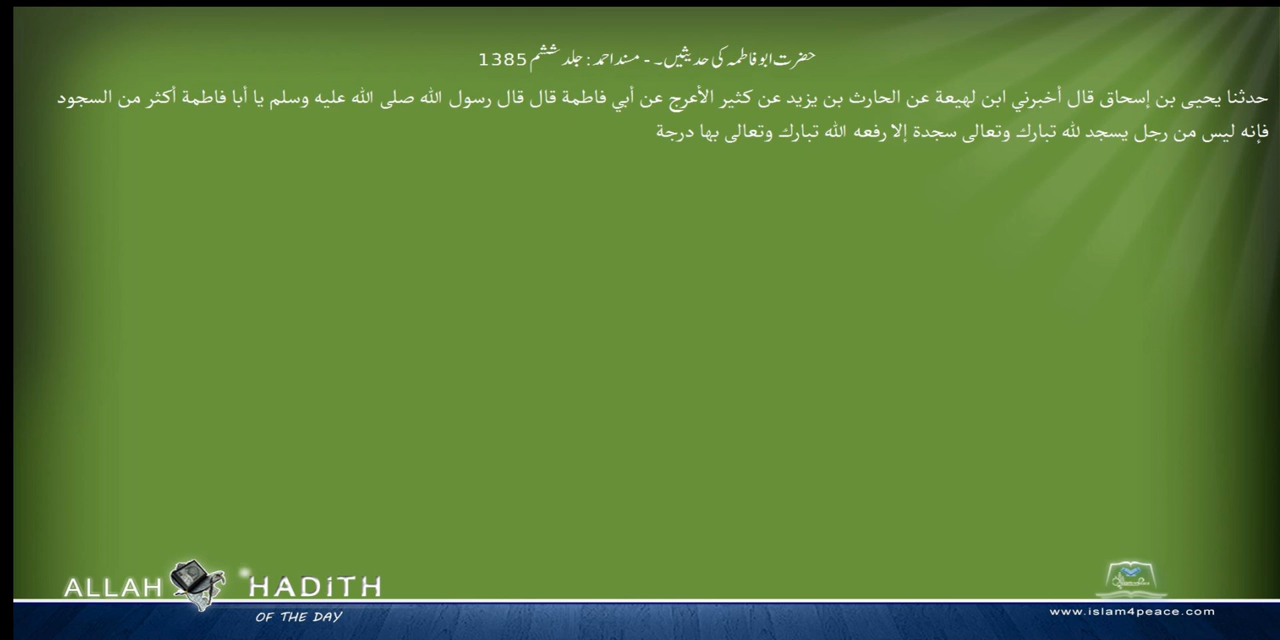 حضرت ابوفاطمہ کی حدیثیں۔ - مسند احمد : جلد ششم 1385
حدثنا يحيى بن إسحاق قال أخبرني ابن لهيعة عن الحارث بن يزيد عن كثير الأعرج عن أبي فاطمة قال قال رسول الله صلى الله عليه وسلم يا أبا فاطمة أكثر من السجود
فإنه ليس من رجل يسجد لله تبارك وتعالى سجدة إلا رفعه الله تبارك وتعالى بها درجة
ALLAH HADITH
OF THE DAY
www.islam4peace.com